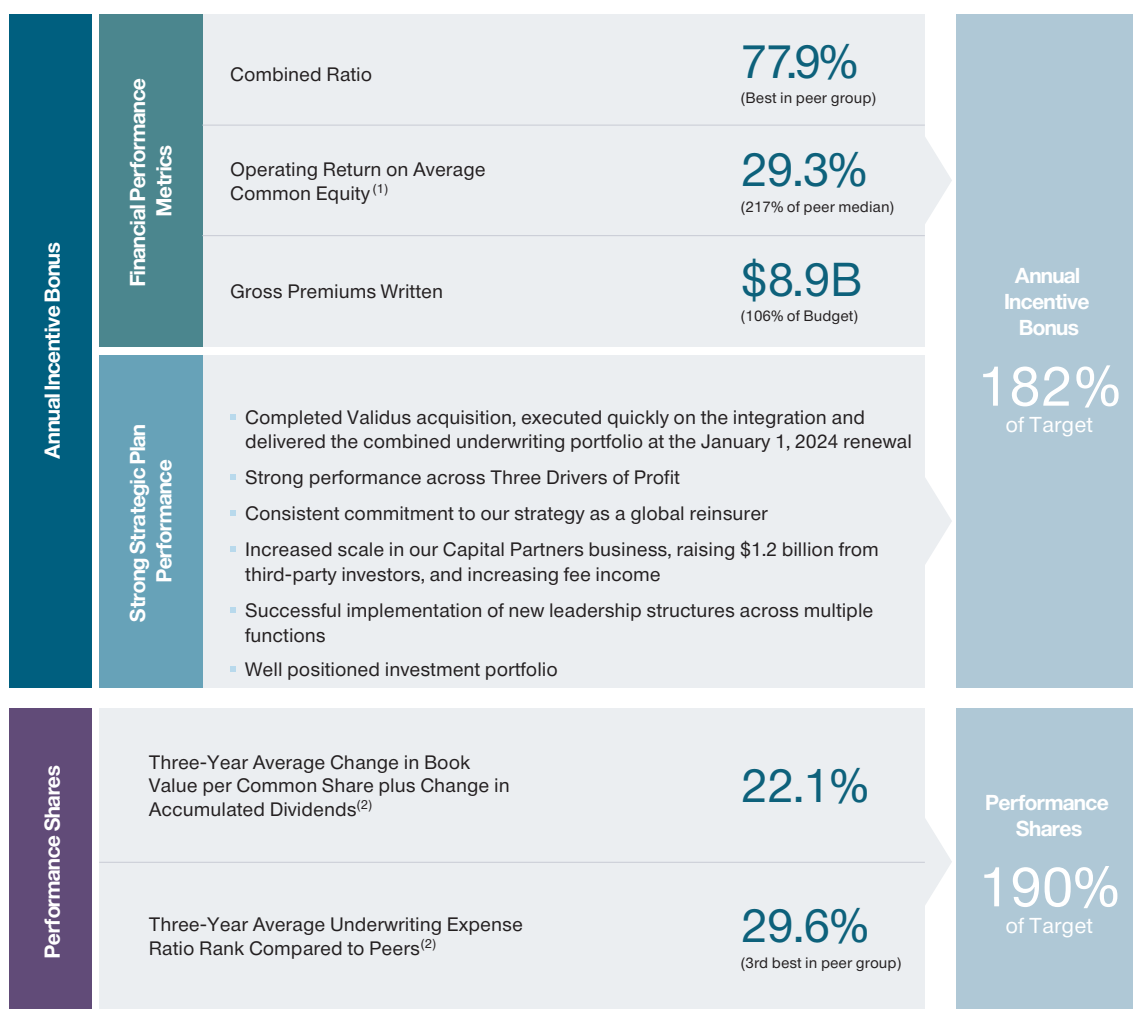 Annual Incentive Bonus
Financial Performance
Metrics
Combined Ratio
77.9%
(Best in peer group)
Operating Return on Average
Common Equity(1)
29.3%
(217% of peer median)
Gross Premiums Written
$8.9B
(106% of Budget)
Strong Strategic Plan
Performance
▪ Completed Validus acquisition, executed quickly on the integration and
delivered the combined underwriting portfolio at the January 1, 2024 renewal
▪ Strong performance across Three Drivers of Profit
▪ Consistent commitment to our strategy as a global reinsurer
▪ Increased scale in our Capital Partners business, raising $1.2 billion from
third-party investors, and increasing fee income
▪ Successful implementation of new leadership structures across multiple
functions
▪ Well positioned investment portfolio
Annual
Incentive
Bonus
182%
of Target
Performance Shares
Three-Year Average Change in Book
Value per Common Share plus Change in
Accumulated Dividends(2)
22.1%
Three-Year Average Underwriting Expense
Ratio Rank Compared to Peers(2)
29.6%
(3rd best in peer group)
Performance
Shares
190%
of Target